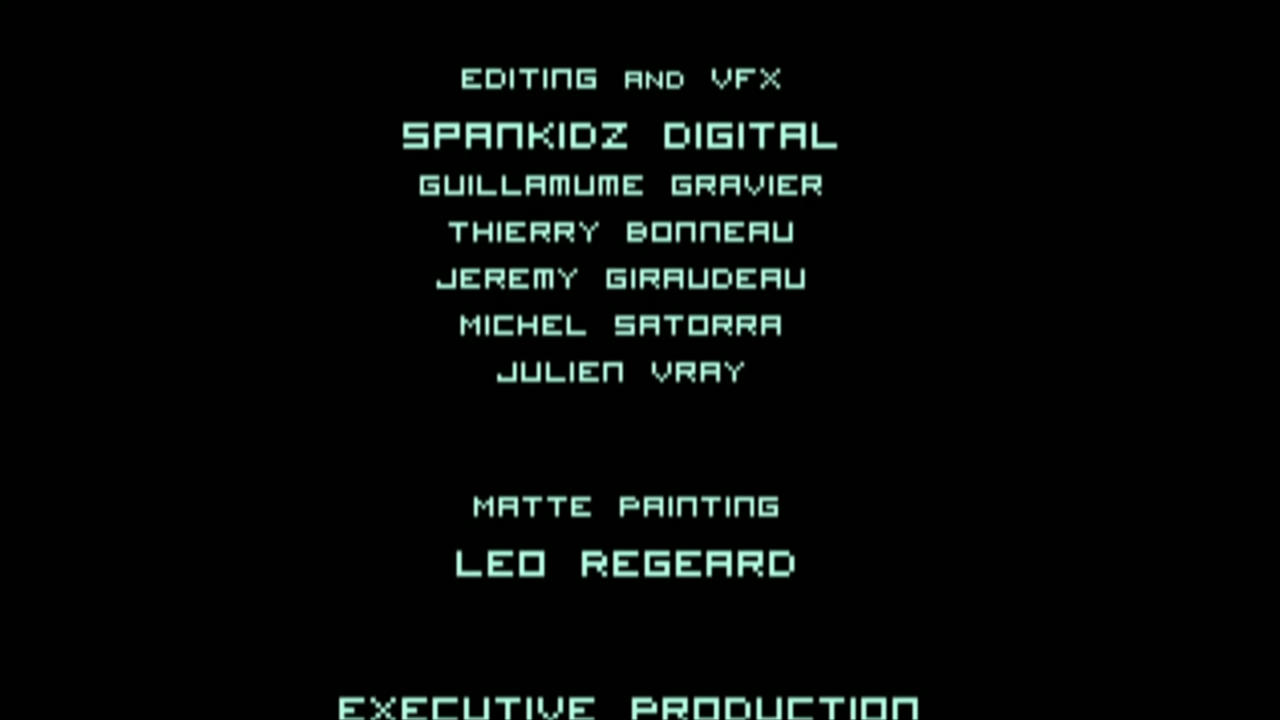 EDITING AND VFX
SPANKIDZ DIGITAL
GUILLAMUME GRAVIER
THIERRY BONNEAU
JEREMY GIRAUDEAU
MICHEL SATORRA
JULIEN VRAY
MATTE PAINTING
LEO REGEARD
EXECUTIVE PRODUCTION